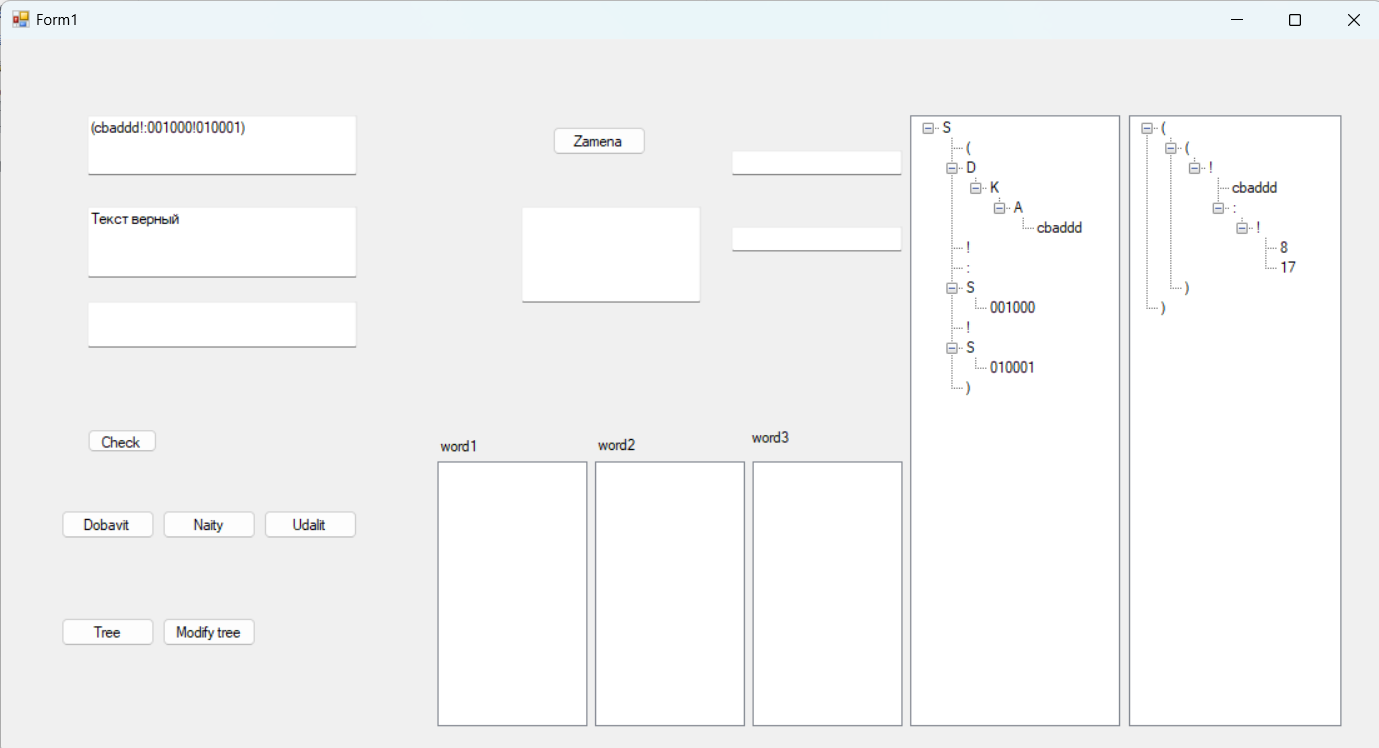 Form1
(cbaddd!:001000!010001)
Текст верный
Zamena
Check
Dobavit
Naity
Udalit
Tree
Modify tree
word1
word2
word3
S
(
D
K
A
cbaddd
!
:
S
001000
!
S
010001
)
(
(
!
cbaddd
:
!
8
17
)
)